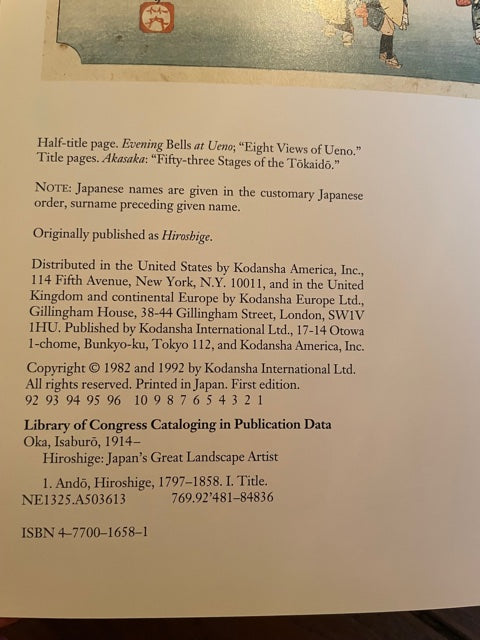 Half-title page. Evening Bells at Ueno; “Eight Views of Ueno.”
Title pages. Akasaka: “Fifty-three Stages of the Tōkaidō.”
NOTE: Japanese names are given in the customary Japanese
order, surname preceding given name.
Originally published as Hiroshige.
Distributed in the United States by Kodansha America, Inc.,
114 Fifth Avenue, New York, N.Y. 10011, and in the United
Kingdom and continental Europe by Kodansha Europe Ltd.,
Gillingham House, 38-44 Gillingham Street, London, SW1V
1HU. Published by Kodansha International Ltd., 17-14 Otowa
1-chome, Bunkyo-ku, Tokyo 112, and Kodansha America, Inc.
Copyright © 1982 and 1992 by Kodansha International Ltd.
All rights reserved. Printed in Japan. First edition.
92 93 94 95 96 10 9 8 7 6 5 4 3 2 1
Library of Congress Cataloging in Publication Data
Oka, Isaburō, 1914–
Hiroshige: Japan's Great Landscape Artist
1. Andō, Hiroshige, 1797–1858. I. Title.
NE1325.A503613 769.92'481–84836
ISBN 4–7700–1658–1